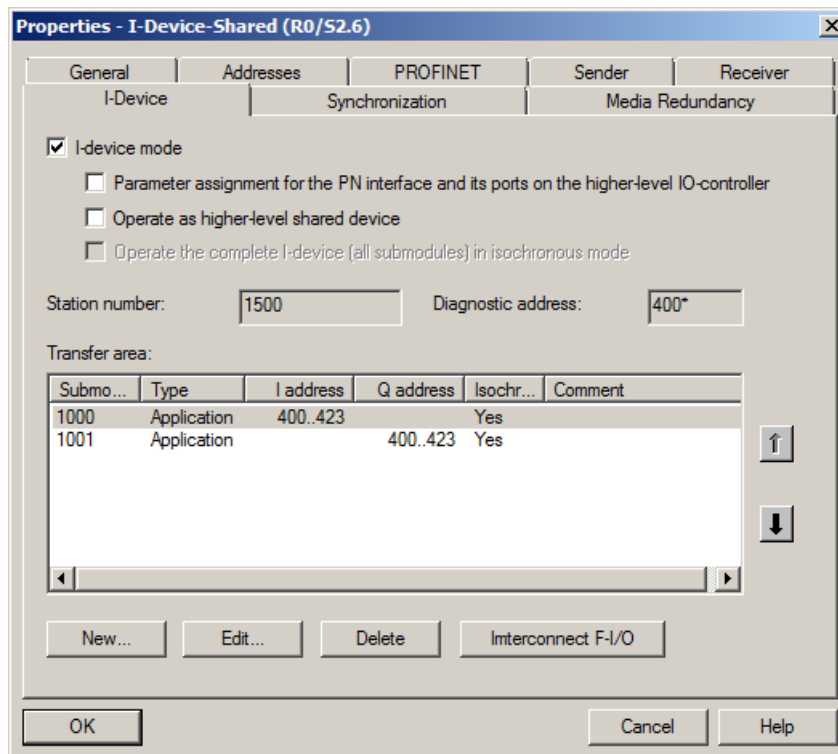 Properties - I-Device-Shared (R0/S2.6)
General Addresses PROFINET Sender Receiver
I-Device Synchronization Media Redundancy
I-device mode
Parameter assignment for the PN interface and its ports on the higher-level IO-controller
Operate as higher-level shared device
Operate the complete I-device (all submodules) in isochronous mode
Station number: 1500 Diagnostic address: 400*
Transfer area:
Submo... Type I address Q address Isochr... Comment
1000 Application 400..423 Yes
1001 Application 400..423 Yes
New... Edit... Delete Imterconnect F-I/O
OK Cancel Help